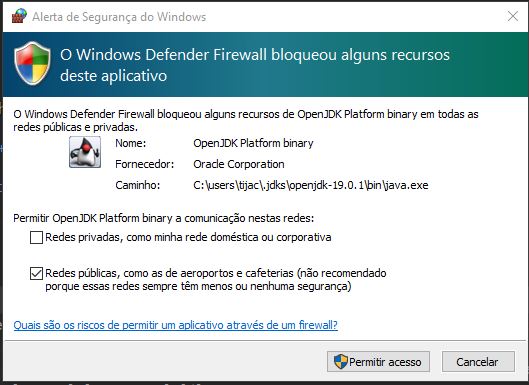 Alerta de Segurança do Windows
O Windows Defender Firewall bloqueou alguns recursos
deste aplicativo
O Windows Defender Firewall bloqueou alguns recursos de OpenJDK Platform binary em todas as
redes públicas e privadas.
Nome: OpenJDK Platform binary
Fornecedor: Oracle Corporation
Caminho: C:\users\tijac\.jdks\openjdk-19.0.1\bin\java.exe
Permitir OpenJDK Platform binary a comunicação nestas redes:
Redes privadas, como minha rede doméstica ou corporativa
Redes públicas, como as de aeroportos e cafeterias (não recomendado
porque essas redes sempre têm menos ou nenhuma segurança)
Quais são os riscos de permitir um aplicativo através de um firewall?
Permitir acesso Cancelar